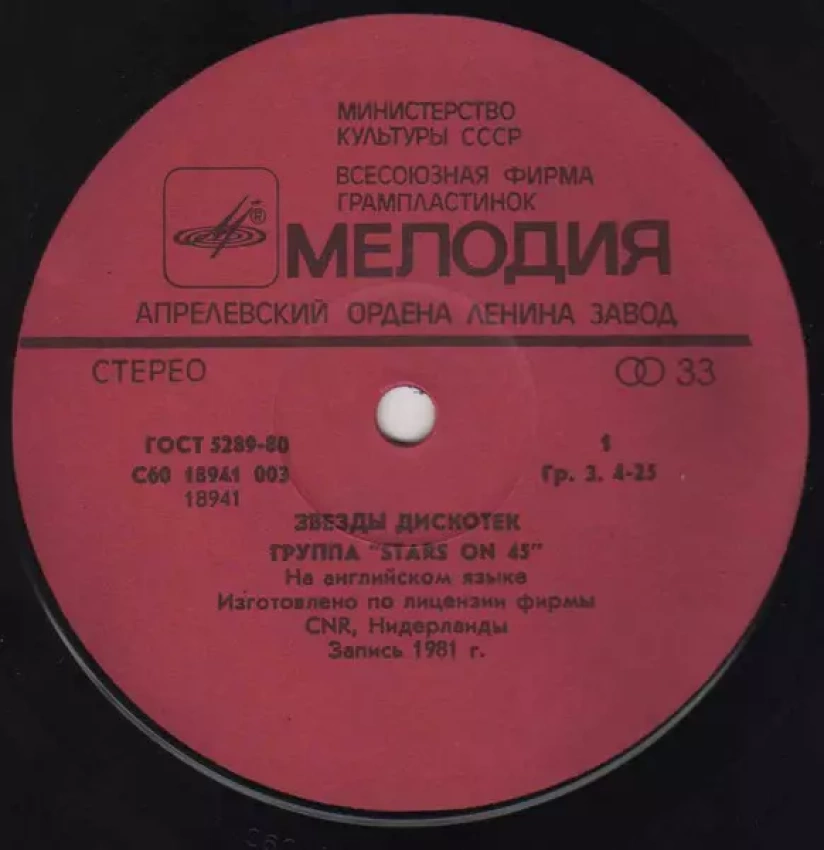 МИНИСТЕРСТВО
КУЛЬТУРЫ СССР
ВСЕСОЮЗНАЯ ФИРМА
ГРАМПЛАСТИНОК
®
МЕЛОДИЯ
АПРЕЛЕВСКИЙ ОРДЕНА ЛЕНИНА ЗАВОД
СТЕРЕО 33
ГОСТ 5289-80 1
С60 18941 003 Гр. 3. 4-25
18941
ЗВЕЗДЫ ДИСКОТЕК
ГРУППА "STARS ON 45"
На английском языке
Изготовлено по лицензии фирмы
CNR, Нидерланды
Запись 1981 г.